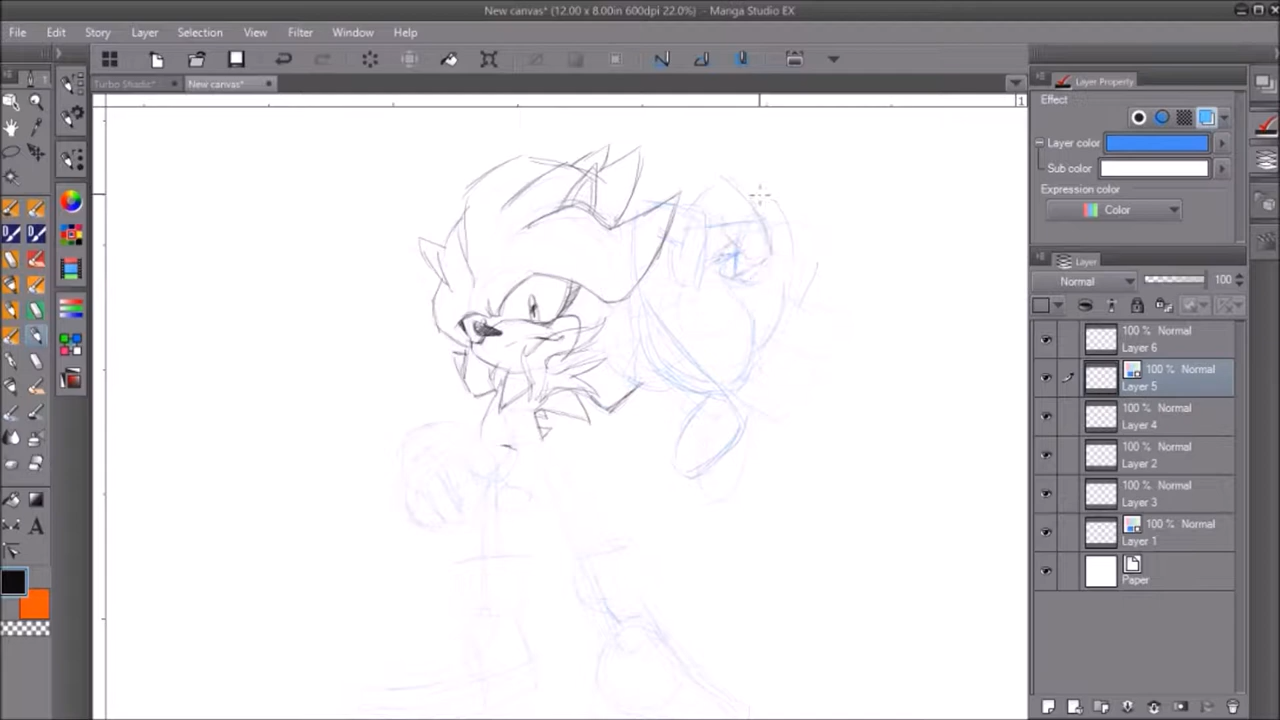 New canvas* (12.00 x 8.00in 600dpi 22.0%) - Manga Studio EX
File Edit Story Layer Selection View Filter Window Help
Turbo Shadic* New canvas*
1
Layer Property
Effect
Layer color
Sub color
Expression color
Color
Layer
Normal 100
100 % Normal
Layer 6
100 % Normal
Layer 5
100 % Normal
Layer 4
100 % Normal
Layer 2
100 % Normal
Layer 3
100 % Normal
Layer 1
Paper
A